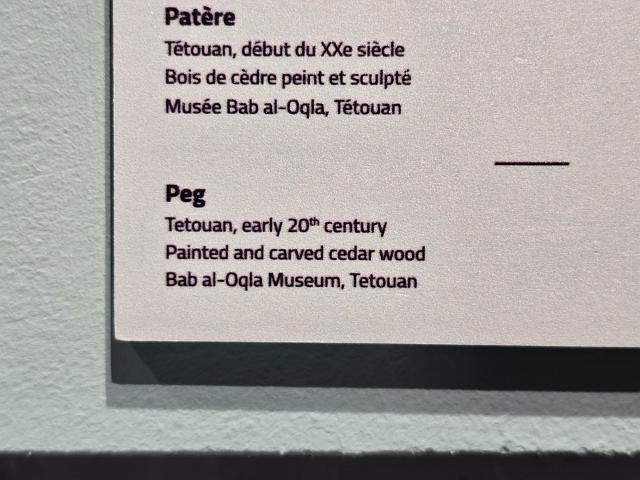 Patère
Tétouan, début du XXe siècle
Bois de cèdre peint et sculpté
Musée Bab al-Oqla, Tétouan
Peg
Tetouan, early 20th century
Painted and carved cedar wood
Bab al-Oqla Museum, Tetouan